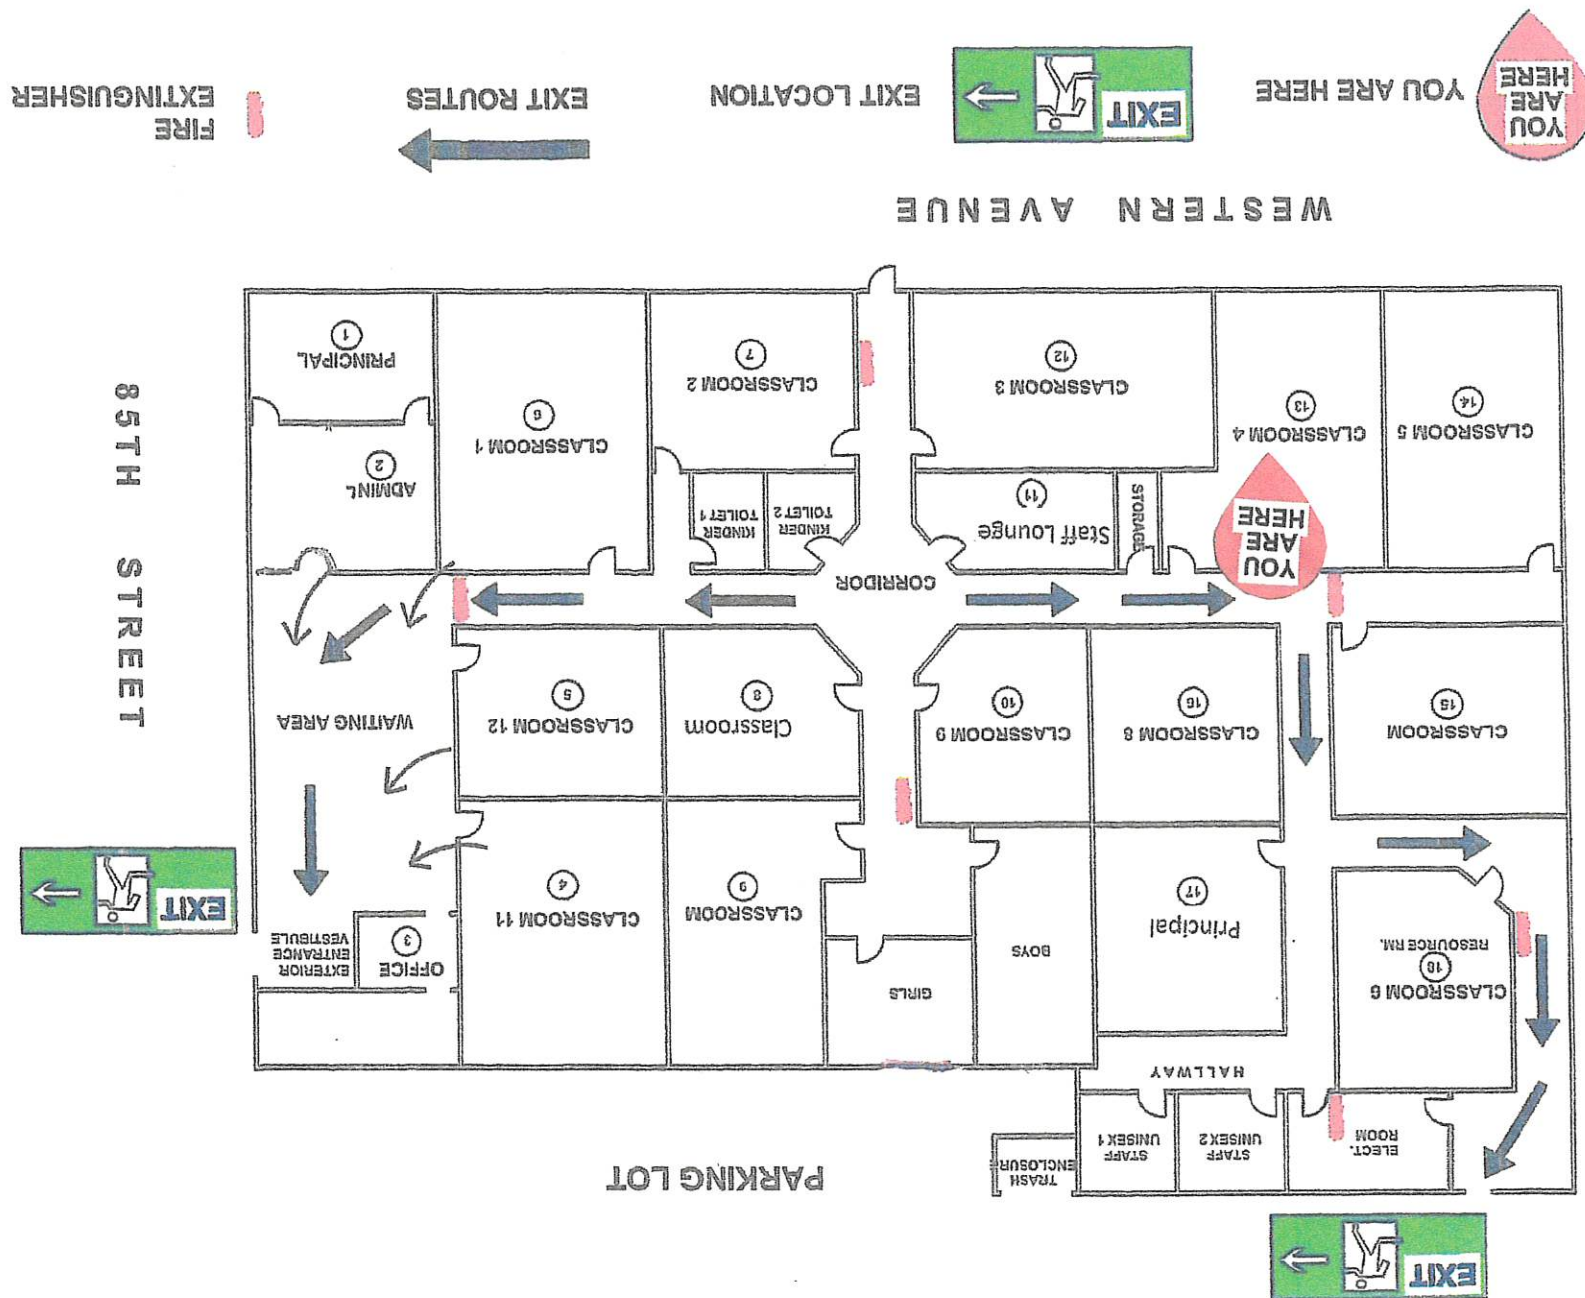 EXIT
PARKING LOT
ELECT.
ROOM
STAFF
UNISEX 2
STAFF
UNISEX 1
TRASH
ENCLOSURE
HALLWAY
CLASSROOM 6
18
RESOURCE RM.
Principal
17
BOYS
GIRLS
CLASSROOM
9
CLASSROOM 11
4
OFFICE
3
EXTERIOR
ENTRANCE
VESTIBULE
EXIT
CLASSROOM
15
CLASSROOM 8
16
CLASSROOM 9
10
Classroom
8
CLASSROOM 12
5
WAITING AREA
85TH STREET
YOU
ARE
HERE
CORRIDOR
STORAGE
Staff Lounge
(11)
KINDER
TOILET 2
KINDER
TOILET 1
ADMIN\
2
CLASSROOM 5
14
CLASSROOM 4
13
CLASSROOM 3
12
CLASSROOM 2
7
CLASSROOM 1
6
PRINCIPAL
1
WESTERN AVENUE
YOU
ARE
HERE
YOU ARE HERE
EXIT
EXIT LOCATION
EXIT ROUTES
FIRE
EXTINGUISHER